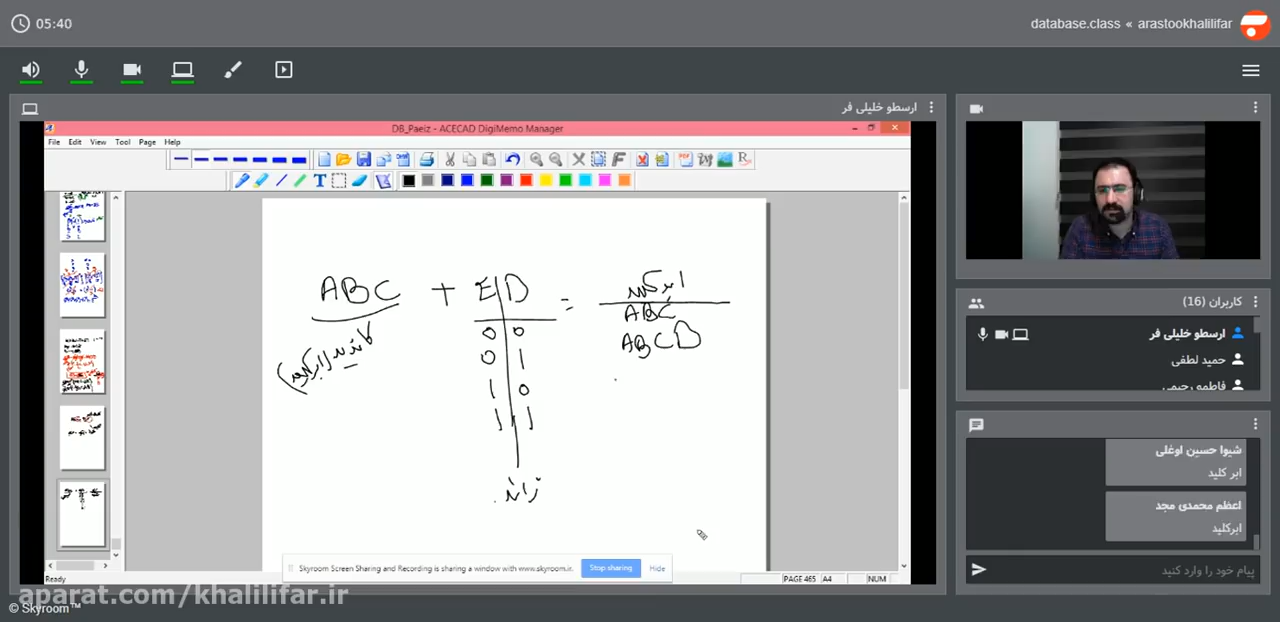 05:40
database.class « arastookhalilifar
ارسطو خلیلی فر
DB_Paeiz - ACECAD DigiMemo Manager
File Edit View Tool Page Help
ABC + E D = ابر کلید
0 0
0 1
1 0
1 1
ABC
ABCD
زائد
Skyroom Screen Sharing and Recording is sharing a window with www.skyroom.ir.
Stop sharing
Hide
Ready
PAGE 465 A4 NUM
کاربران (16)
ارسطو خلیلی فر
حمید لطفی
فاطمه رحیمی
شیوا حسین اوغلی
ابر کلید
اعظم محمدی مجد
ابرکلید
پیام خود را وارد کنید
aparat.com/khalilifar.ir
© Skyroom™